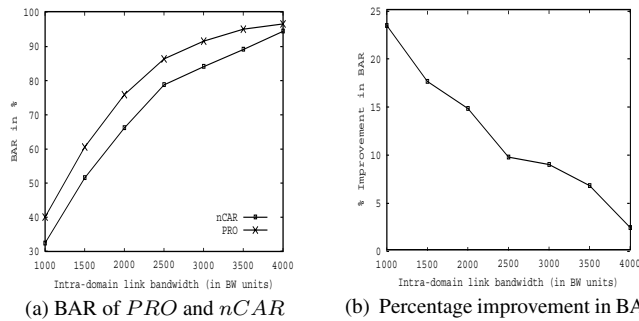 100
90
80
70
60
50
40
30
BAR in %
nCAR
PRO
1000 1500 2000 2500 3000 3500 4000
Intra-domain link bandwidth (in BW units)
(a) BAR of PRO and nCAR
25
20
15
10
5
0
% Improvement in BAR
1000 1500 2000 2500 3000 3500 4000
Intra-domain link bandwidth (in BW units)
(b) Percentage improvement in BA